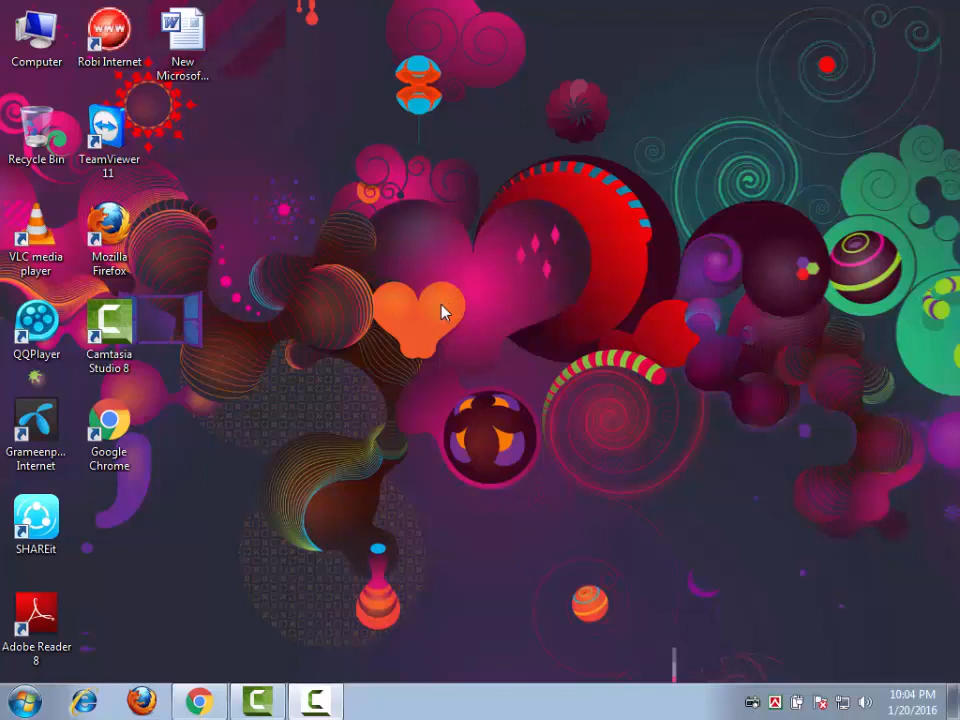 Computer
Robi Internet
New
Microsof...
Recycle Bin
TeamViewer
11
VLC media
player
Mozilla
Firefox
QQPlayer
Camtasia
Studio 8
Grameenp...
Internet
Google
Chrome
SHAREit
Adobe Reader
8
10:04 PM
1/20/2016
WWW